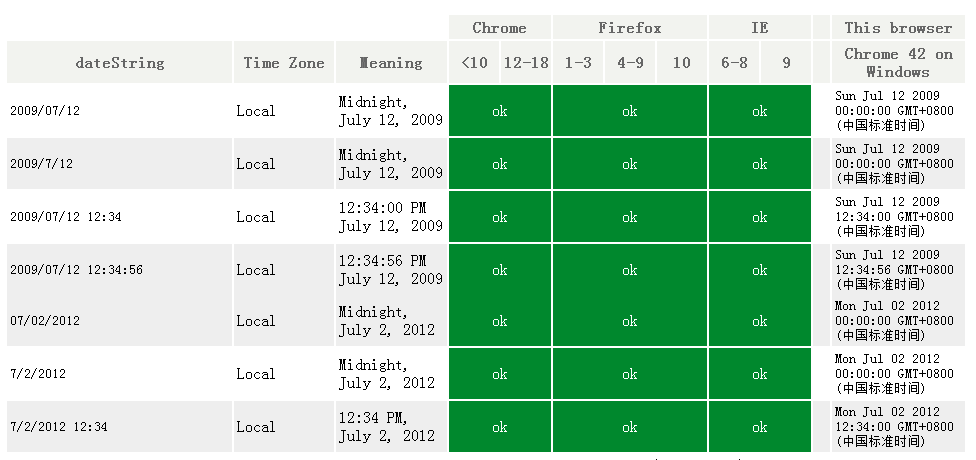 Chrome Firefox IE This browser
dateString Time Zone Meaning <10 12-18 1-3 4-9 10 6-8 9 Chrome 42 on
Windows
2009/07/12 Local Midnight,
July 12, 2009 ok ok ok Sun Jul 12 2009
00:00:00 GMT+0800
(中国标准时间)
2009/7/12 Local Midnight,
July 12, 2009 ok ok ok Sun Jul 12 2009
00:00:00 GMT+0800
(中国标准时间)
2009/07/12 12:34 Local 12:34:00 PM
July 12, 2009 ok ok ok Sun Jul 12 2009
12:34:00 GMT+0800
(中国标准时间)
2009/07/12 12:34:56 Local 12:34:56 PM
July 12, 2009 ok ok ok Sun Jul 12 2009
12:34:56 GMT+0800
(中国标准时间)
07/02/2012 Local Midnight,
July 2, 2012 ok ok ok Mon Jul 02 2012
00:00:00 GMT+0800
(中国标准时间)
7/2/2012 Local Midnight,
July 2, 2012 ok ok ok Mon Jul 02 2012
00:00:00 GMT+0800
(中国标准时间)
7/2/2012 12:34 Local 12:34 PM,
July 2, 2012 ok ok ok Mon Jul 02 2012
12:34:00 GMT+0800
(中国标准时间)